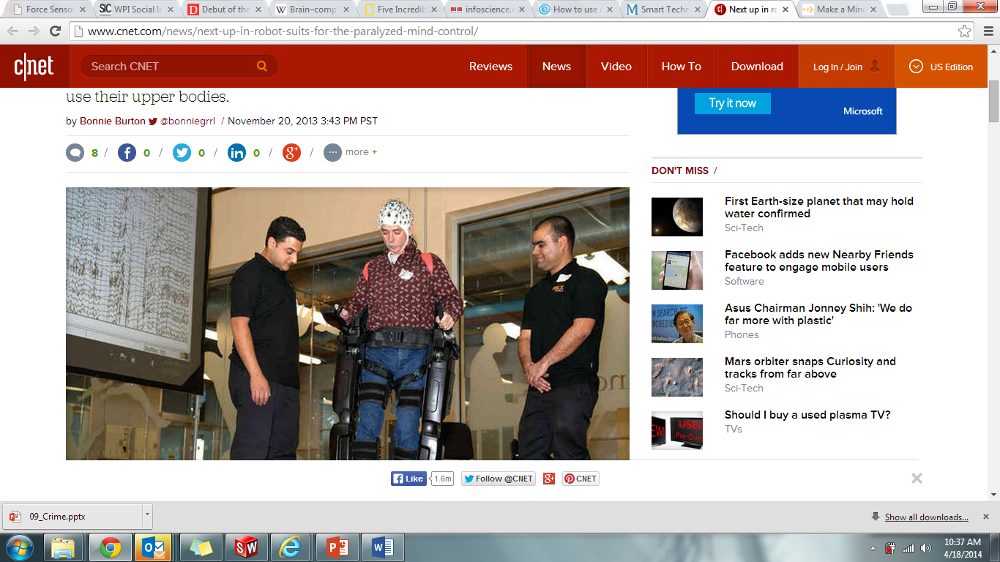 Force Senso
WPI Social I
Debut of the
Brain–comp
Five Incredib
infoscience.
How to use
Smart Tech
Next up in ro
Make a Min
www.cnet.com/news/next-up-in-robot-suits-for-the-paralyzed-mind-control/
c|net
Search CNET
Reviews
News
Video
How To
Download
Log In / Join
US Edition
use their upper bodies.
by Bonnie Burton @bonniegrrl / November 20, 2013 3:43 PM PST
8 / 0 / 0 / 0 / / more +
Try it now
Microsoft
DON'T MISS /
First Earth-size planet that may hold
water confirmed
Sci-Tech
Facebook adds new Nearby Friends
feature to engage mobile users
Software
Asus Chairman Jonney Shih: 'We do
far more with plastic'
Phones
Mars orbiter snaps Curiosity and
tracks from far above
Sci-Tech
Should I buy a used plasma TV?
TVs
Like 1.6m Follow @CNET CNET
09_Crime.pptx
Show all downloads...
10:37 AM
4/18/2014